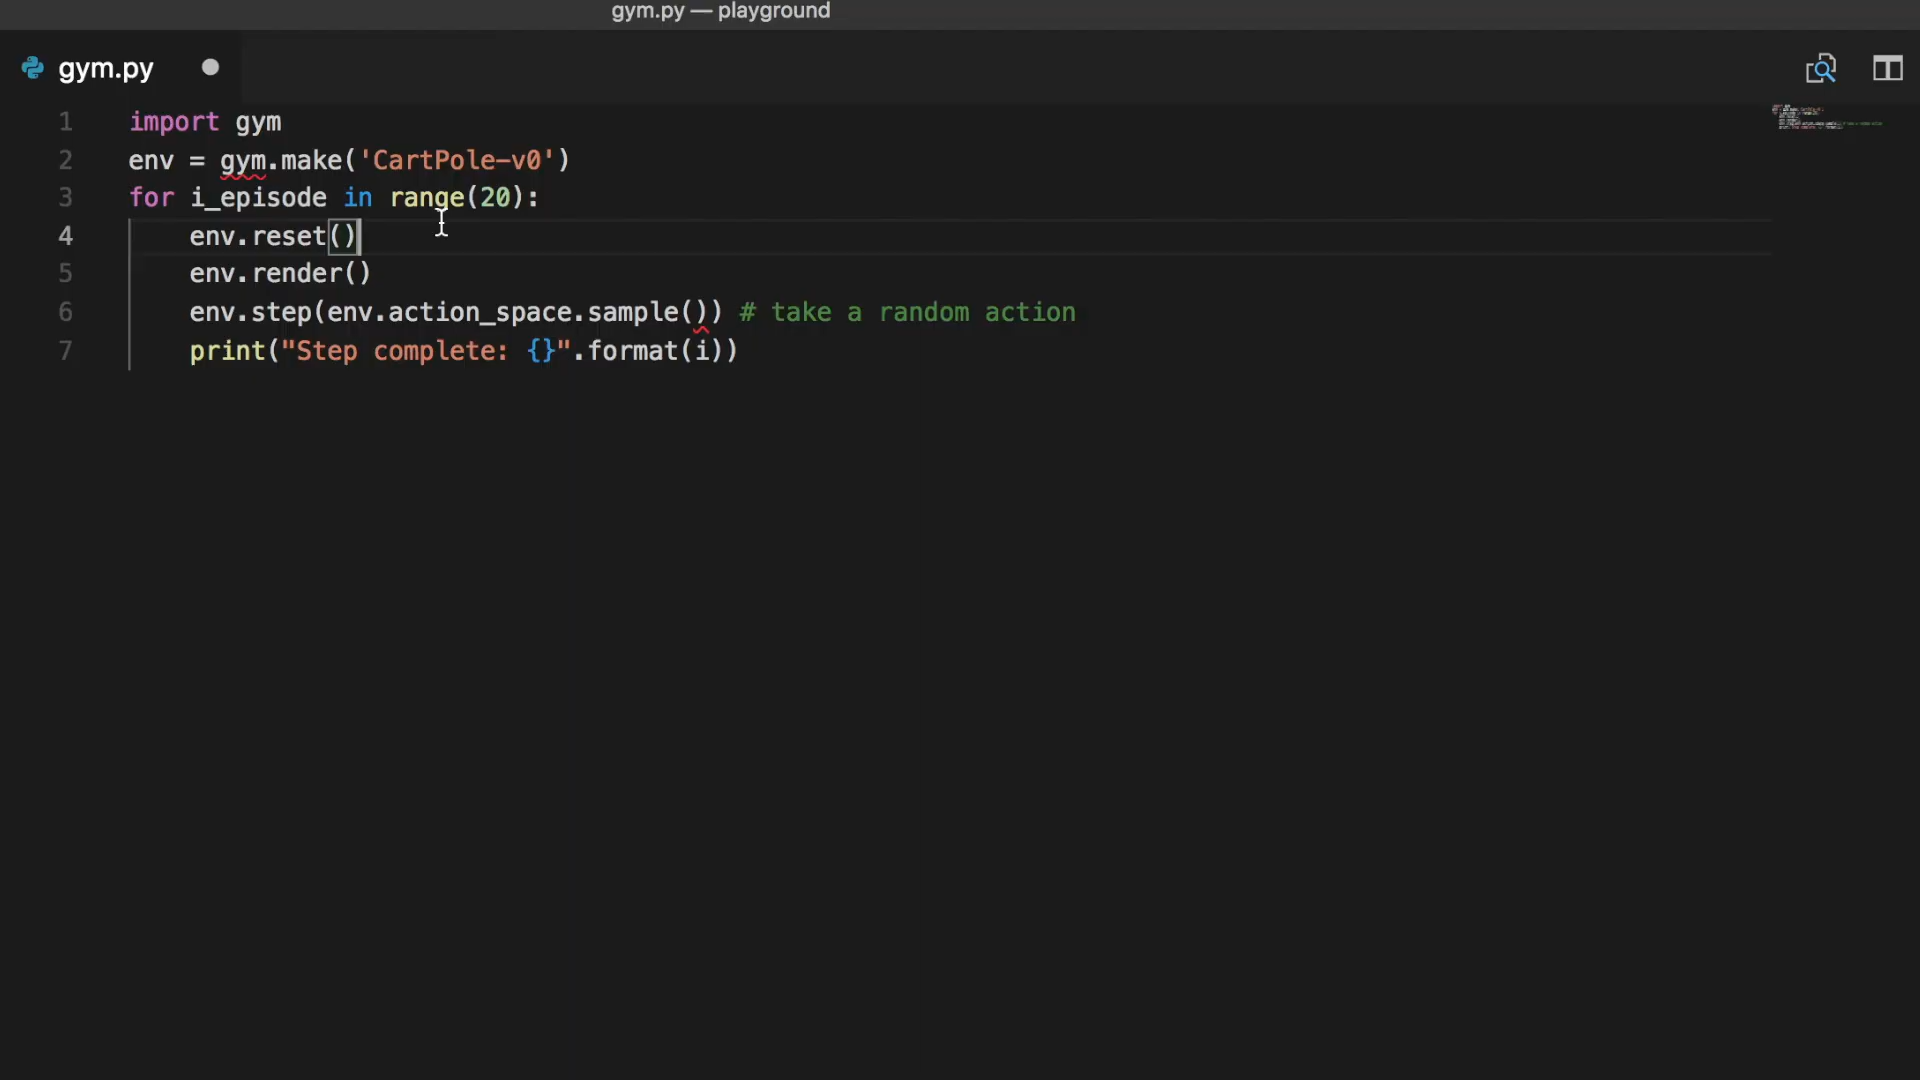 gym.py — playground
gym.py
1 import gym
2 env = gym.make('CartPole-v0')
3 for i_episode in range(20):
4 env.reset()
5 env.render()
6 env.step(env.action_space.sample()) # take a random action
7 print("Step complete: {}".format(i))